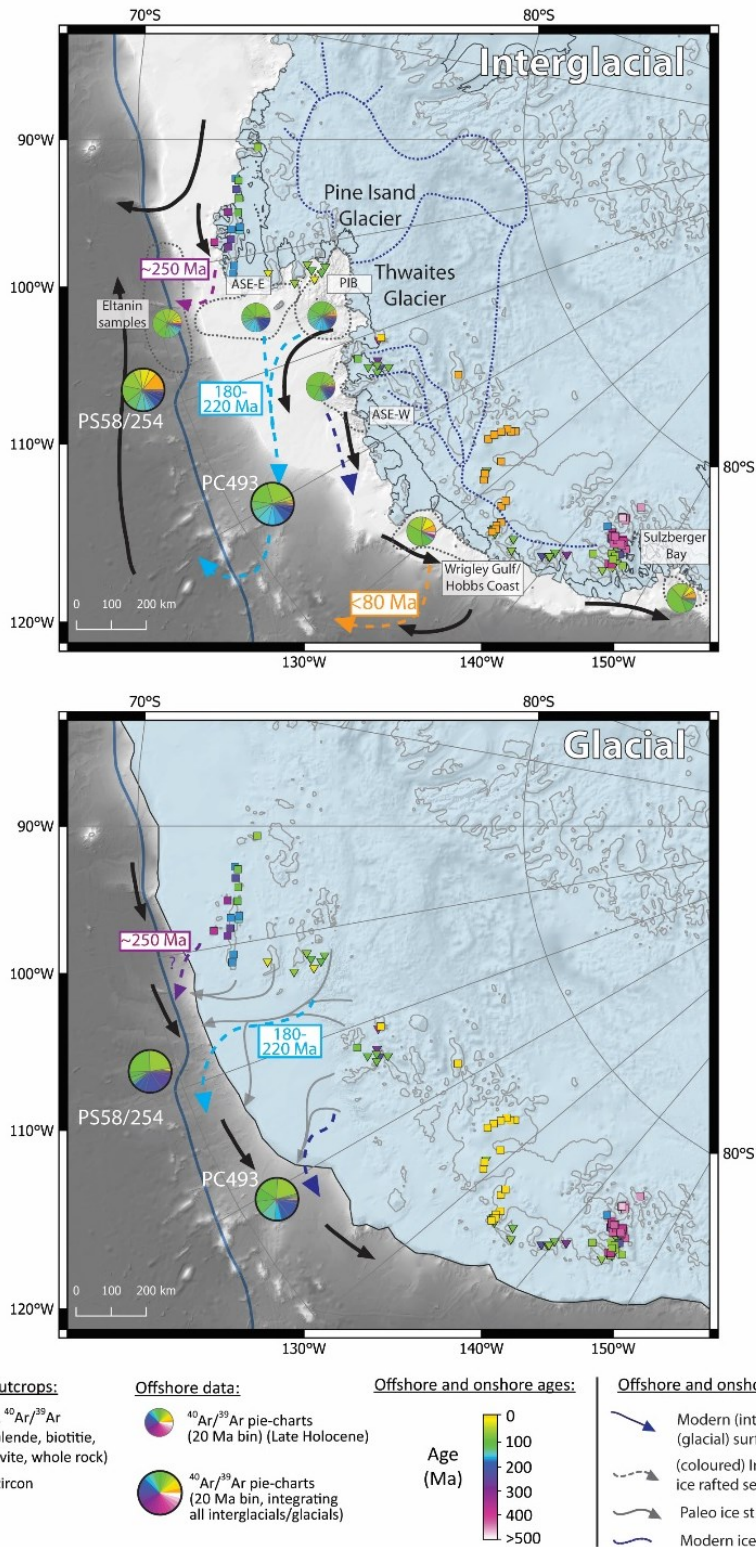 70°S
80°S
Interglacial
90°W
Pine Isand
Glacier
Thwaites
Glacier
~250 Ma
ASE-E
PIB
100°W
Eltanin
samples
180-
220 Ma
PS58/254
ASE-W
110°W
80°S
PC493
Sulzberger
Bay
Wrigley Gulf/
Hobbs Coast
<80 Ma
0 100 200 km
120°W
130°W
140°W
150°W
70°S
80°S
Glacial
90°W
~250 Ma
?
100°W
180-
220 Ma
PS58/254
110°W
80°S
PC493
0 100 200 km
120°W
130°W
140°W
150°W
utcrops:
⁴⁰Ar/³⁹Ar
lende, biotite,
vite, whole rock)
ircon
Offshore data:
⁴⁰Ar/³⁹Ar pie-charts
(20 Ma bin) (Late Holocene)
⁴⁰Ar/³⁹Ar pie-charts
(20 Ma bin, integrating
all interglacials/glacials)
Offshore and onshore ages:
Age
(Ma)
0
100
200
300
400
>500
Offshore and onsho
Modern (int
(glacial) surf
(coloured) In
ice rafted se
Paleo ice st
Modern ice